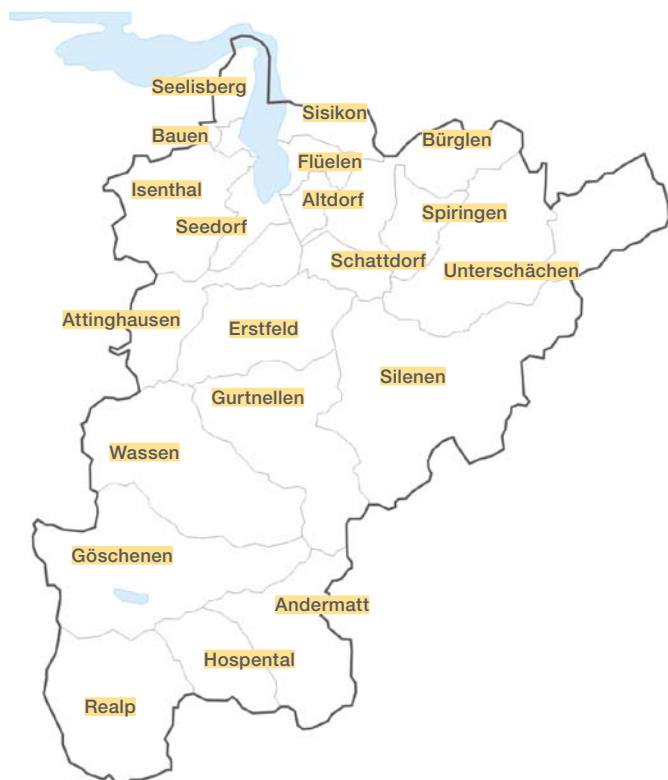 Seelisberg
Sisikon
Bauen
Bürglen
Flüelen
Isenthal
Altdorf
Seedorf
Spiringen
Schattdorf
Unterschächen
Attinghausen
Erstfeld
Silenen
Gurtnellen
Wassen
Göschenen
Andermatt
Hospental
Realp